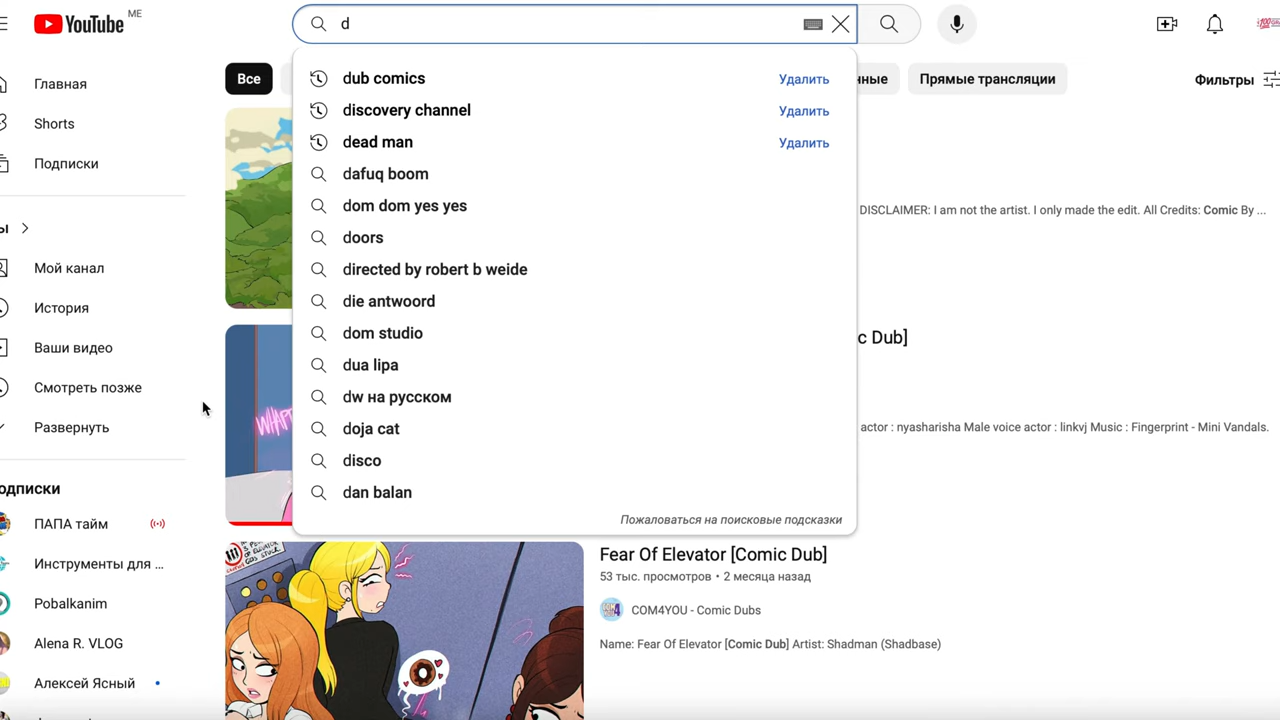 YouTube ME
d
Все
нные
Прямые трансляции
Фильтры
Главная
Shorts
Подписки
ы
Мой канал
История
Ваши видео
Смотреть позже
Развернуть
одписки
ПАПА тайм
Инструменты для ...
Pobalkanim
Alena R. VLOG
Алексей Ясный
dub comics Удалить
discovery channel Удалить
dead man Удалить
dafuq boom
dom dom yes yes
doors
directed by robert b weide
die antwoord
dom studio
dua lipa
dw на русском
doja cat
disco
dan balan
Пожаловаться на поисковые подсказки
DISCLAIMER: I am not the artist. I only made the edit. All Credits: Comic By ...
c Dub]
actor : nyasharisha Male voice actor : linkvj Music : Fingerprint - Mini Vandals.
Fear Of Elevator [Comic Dub]
53 тыс. просмотров • 2 месяца назад
COM4YOU - Comic Dubs
Name: Fear Of Elevator [Comic Dub] Artist: Shadman (Shadbase)